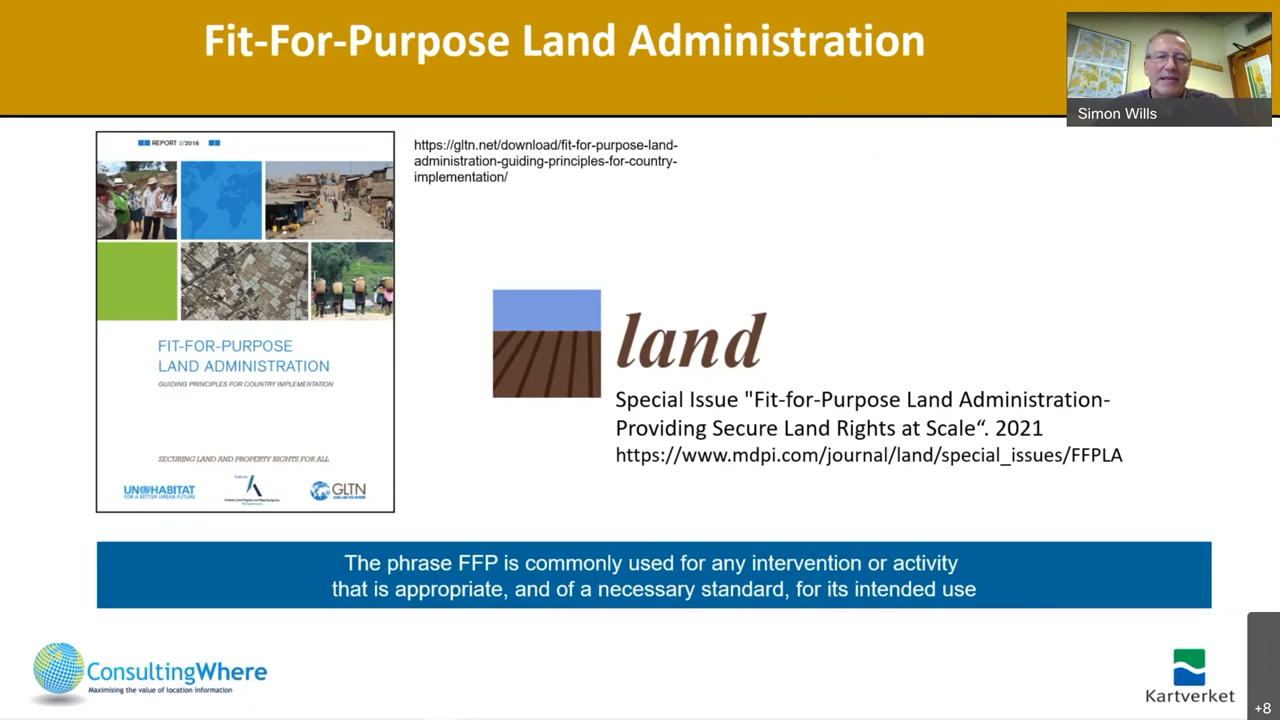 Fit-For-Purpose Land Administration
Simon Wills
REPORT 2/2016
https://gltn.net/download/fit-for-purpose-land-
administration-guiding-principles-for-country-
implementation/
FIT-FOR-PURPOSE
LAND ADMINISTRATION
GUIDING PRINCIPLES FOR COUNTRY IMPLEMENTATION
SECURING LAND AND PROPERTY RIGHTS FOR ALL
UN HABITAT
FOR A BETTER URBAN FUTURE
GLTN
land
Special Issue "Fit-for-Purpose Land Administration-
Providing Secure Land Rights at Scale“. 2021
https://www.mdpi.com/journal/land/special_issues/FFPLA
The phrase FFP is commonly used for any intervention or activity
that is appropriate, and of a necessary standard, for its intended use
ConsultingWhere
Maximising the value of location information
Kartverket
+8